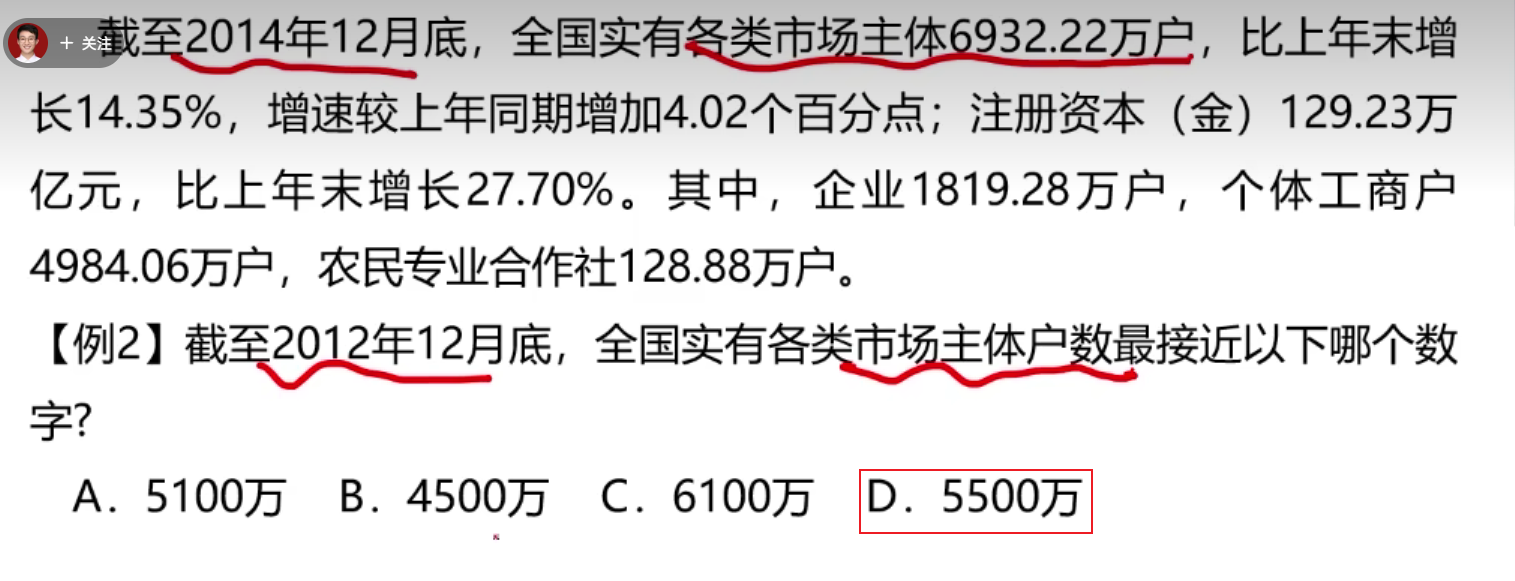 截至2014年12月底，全国实有各类市场主体6932.22万户，比上年末增
+ 关注
长14.35%，增速较上年同期增加4.02个百分点；注册资本（金）129.23万
亿元，比上年末增长27.70%。其中，企业1819.28万户，个体工商户
4984.06万户，农民专业合作社128.88万户。
【例2】截至2012年12月底，全国实有各类市场主体户数最接近以下哪个数
字?
A．5100万 B．4500万 C．6100万 D．5500万